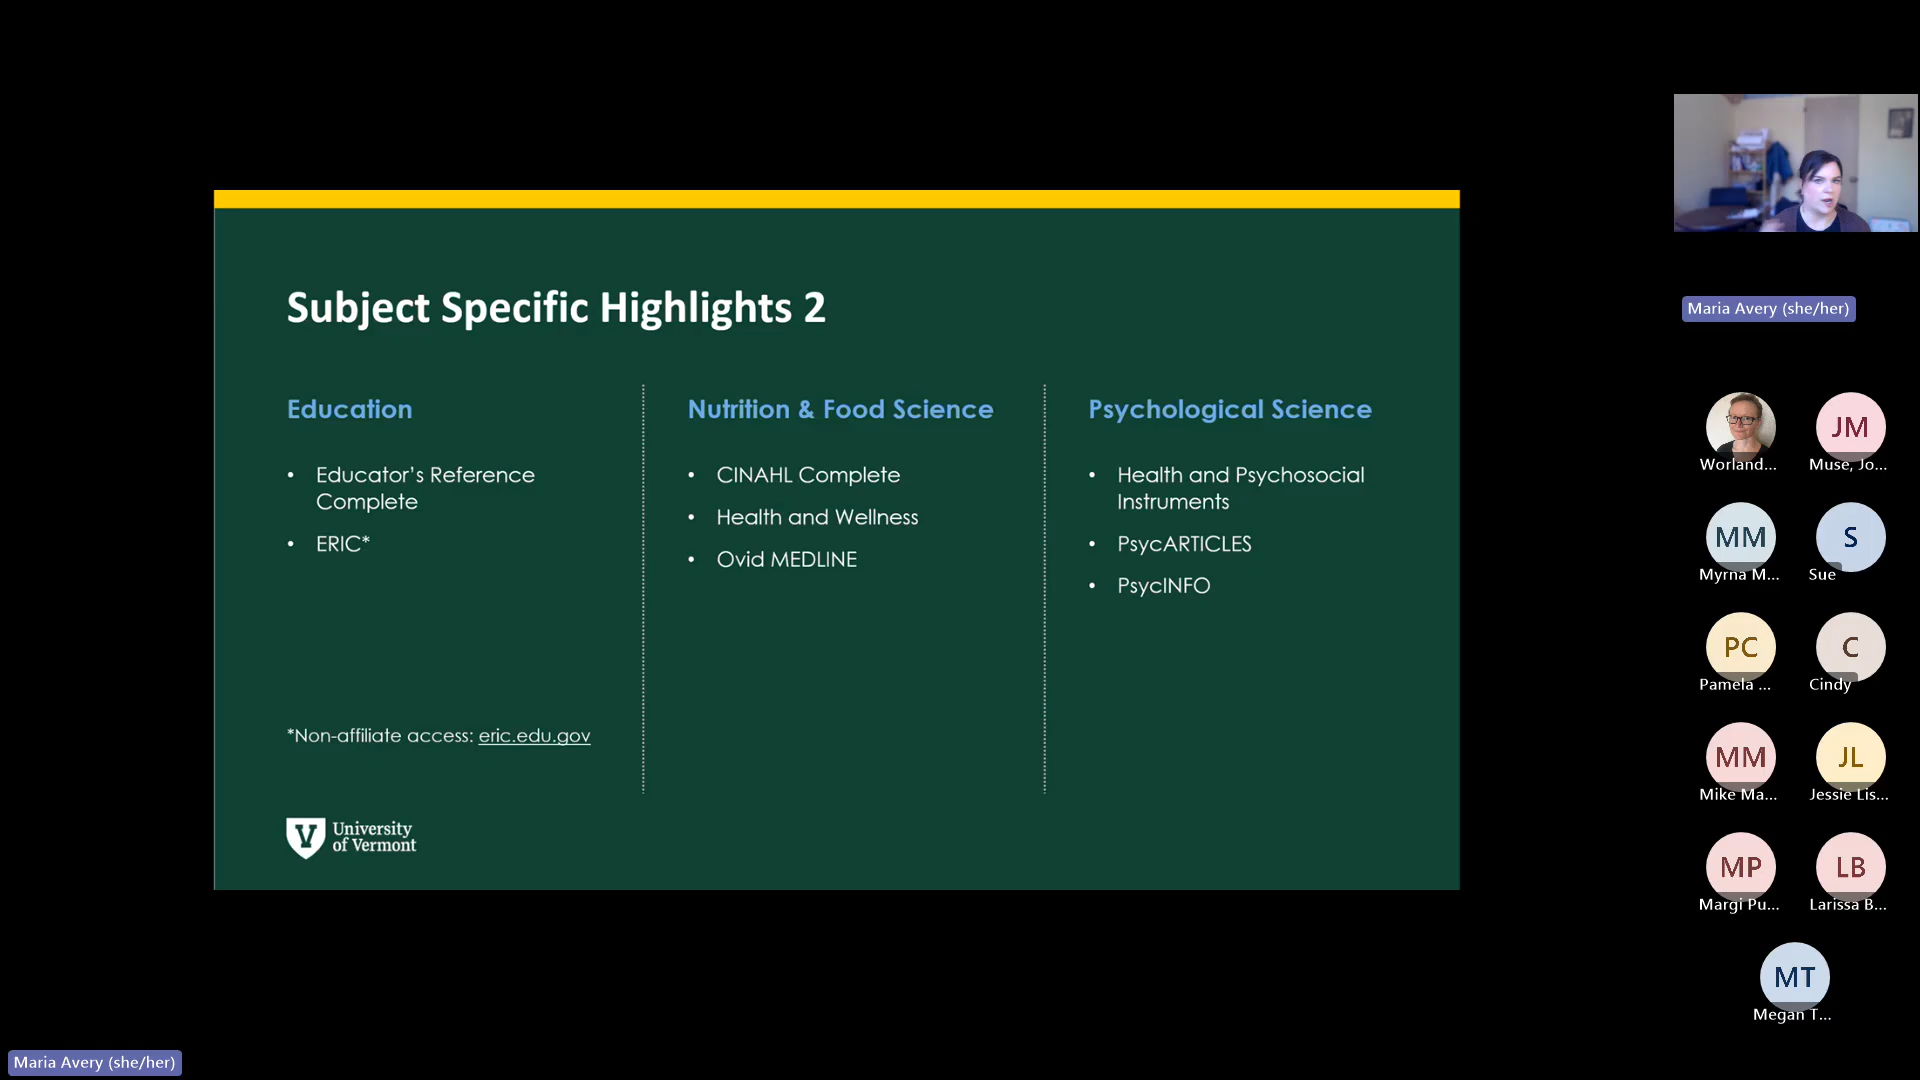 Subject Specific Highlights 2
Education
• Educator’s Reference
Complete
• ERIC*
*Non-affiliate access: eric.edu.gov
Nutrition & Food Science
• CINAHL Complete
• Health and Wellness
• Ovid MEDLINE
Psychological Science
• Health and Psychosocial
Instruments
• PsycARTICLES
• PsycINFO
V University
of Vermont
Maria Avery (she/her)
Worland...
JM
Muse, Jo...
MM
Myrna M...
S
Sue
PC
Pamela ...
C
Cindy
MM
Mike Ma...
JL
Jessie Lis...
MP
Margi Pu...
LB
Larissa B...
MT
Megan T...
Maria Avery (she/her)